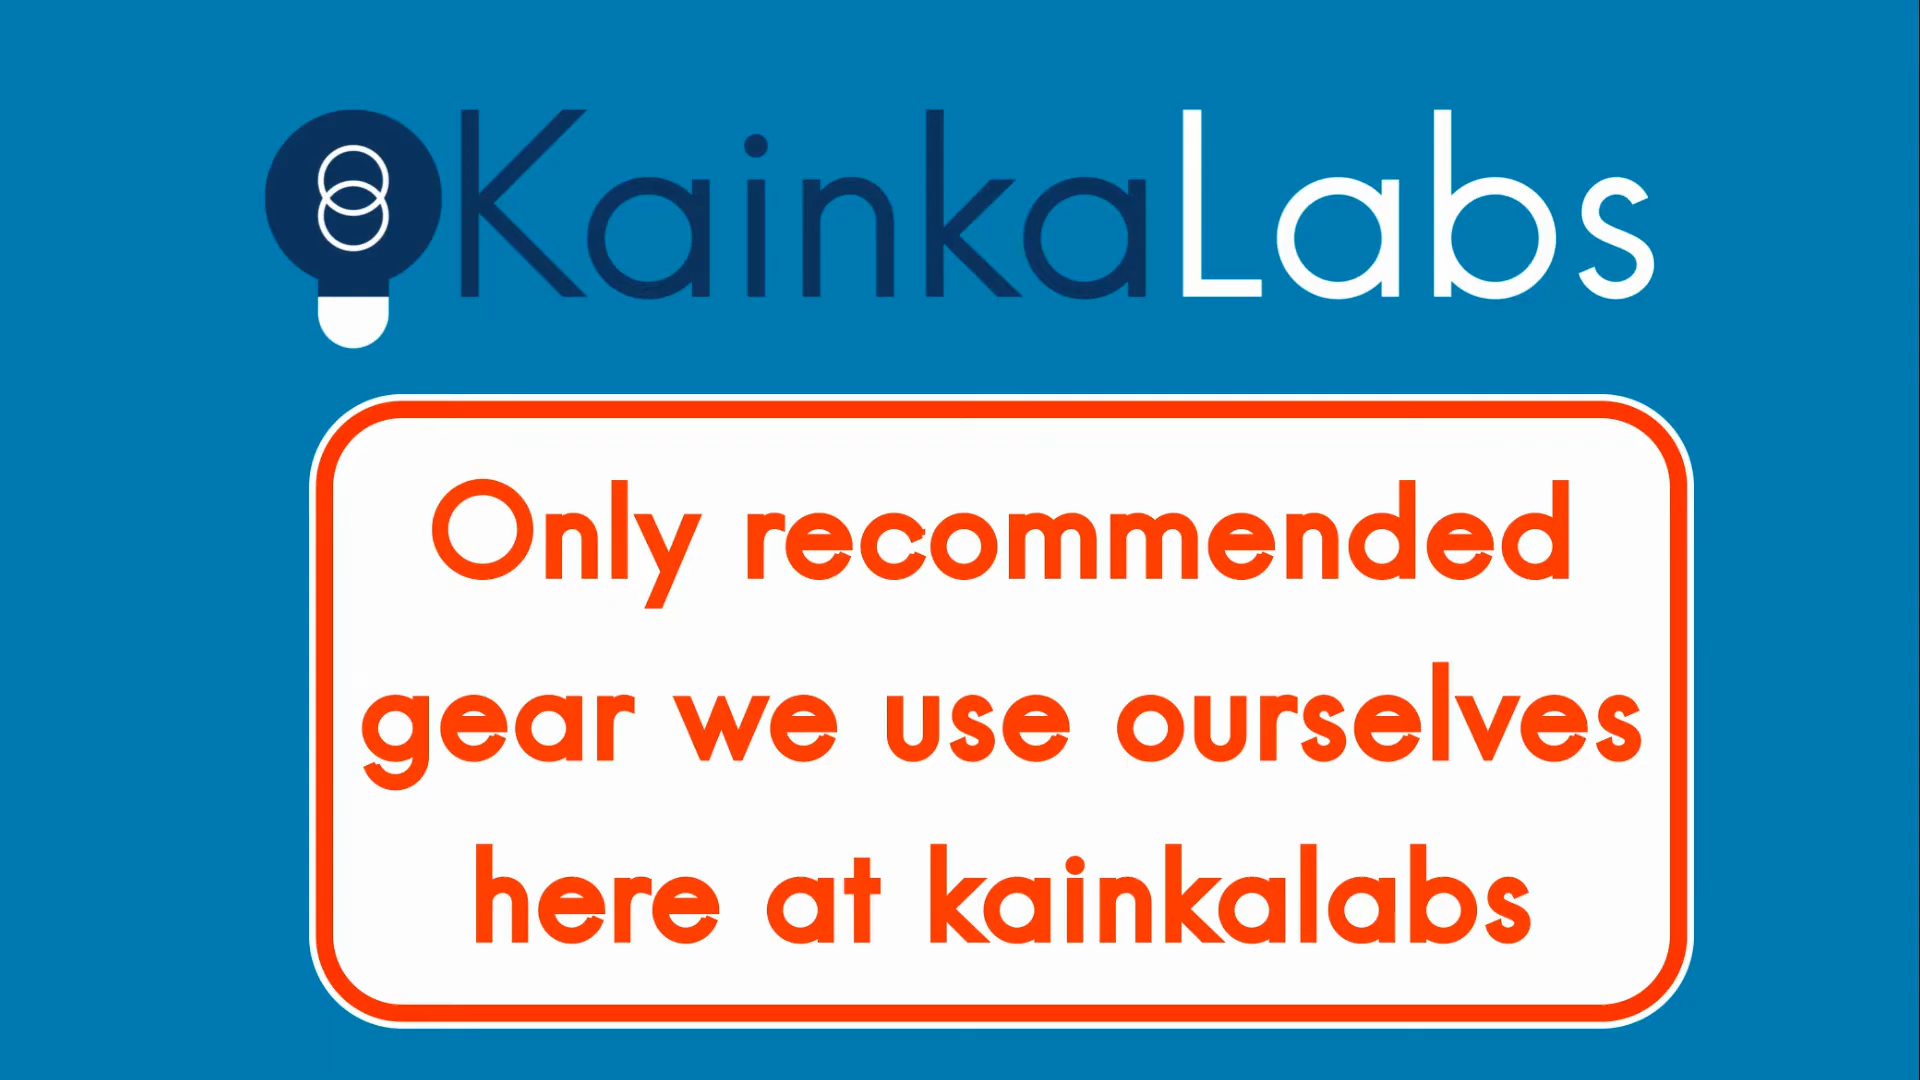 KainkaLabs
Only recommended
gear we use ourselves
here at kainkalabs